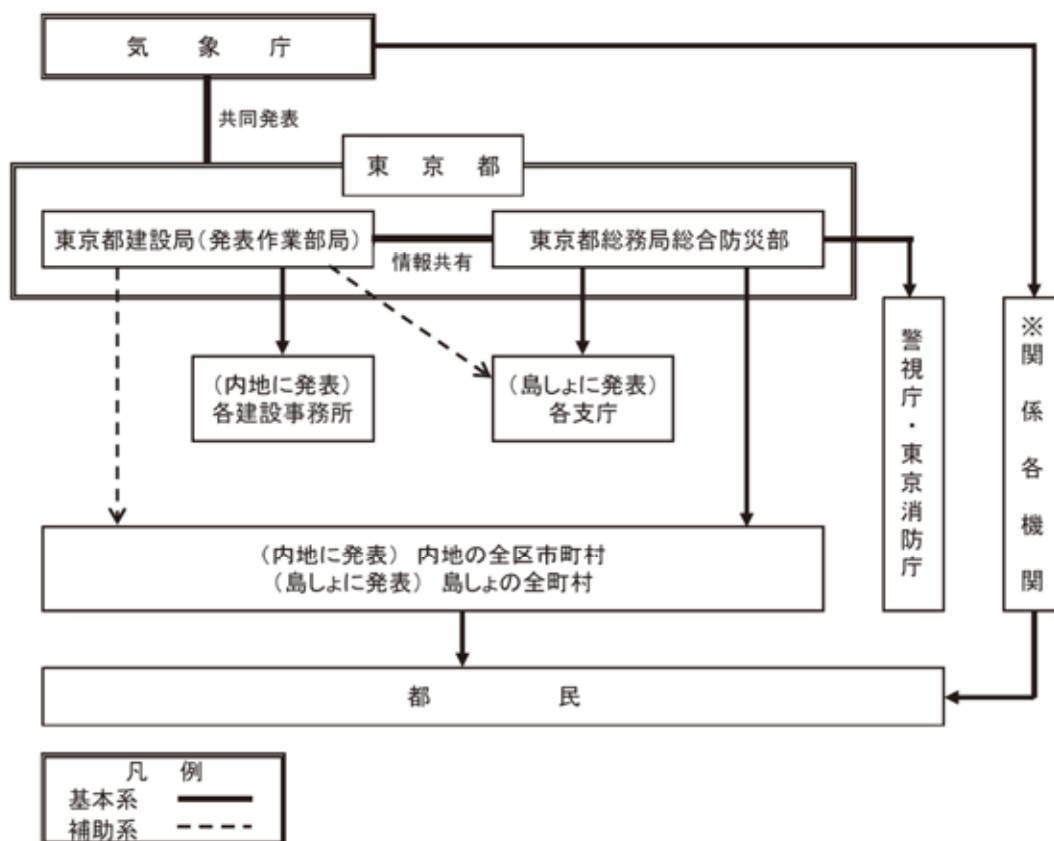 気 象 庁
共同発表
東 京 都
東京都建設局(発表作業部局)
情報共有
東京都総務局総合防災部
(内地に発表)
各建設事務所
(島しょに発表)
各支庁
警視庁・東京消防庁
※関係各機関
(内地に発表) 内地の全区市町村
(島しょに発表) 島しょの全町村
都 民
凡 例
基本系
補助系